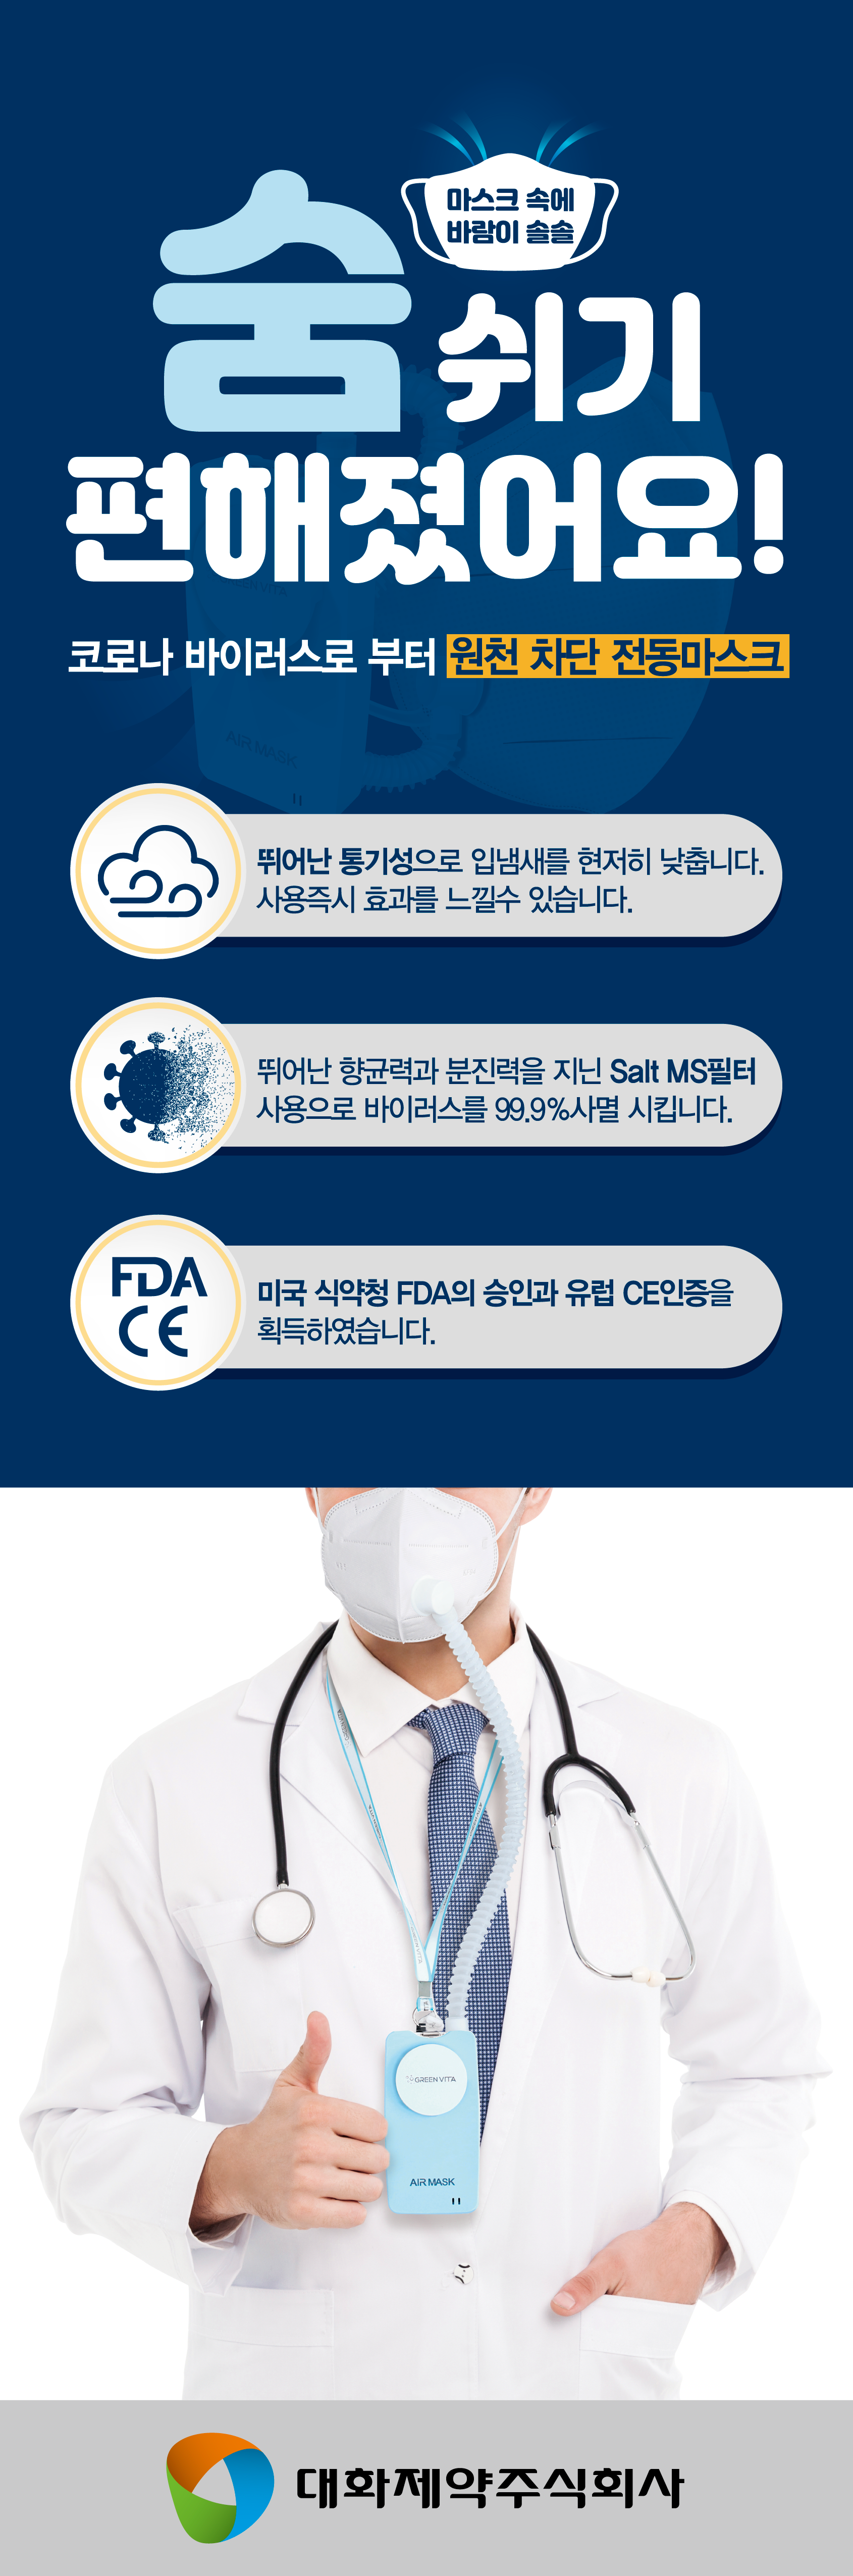 마스크 속에
바람이 솔솔
숨 쉬기
편해졌어요!
코로나 바이러스로 부터 원천 차단 전동마스크
AIR MASK
뛰어난 통기성으로 입냄새를 현저히 낮춥니다.
사용즉시 효과를 느낄수 있습니다.
뛰어난 항균력과 분진력을 지닌 Salt MS필터
사용으로 바이러스를 99.9%사멸 시킵니다.
FDA
CE
미국 식약청 FDA의 승인과 유럽 CE인증을
획득하였습니다.
GREEN VITA
AIR MASK
대화제약주식회사